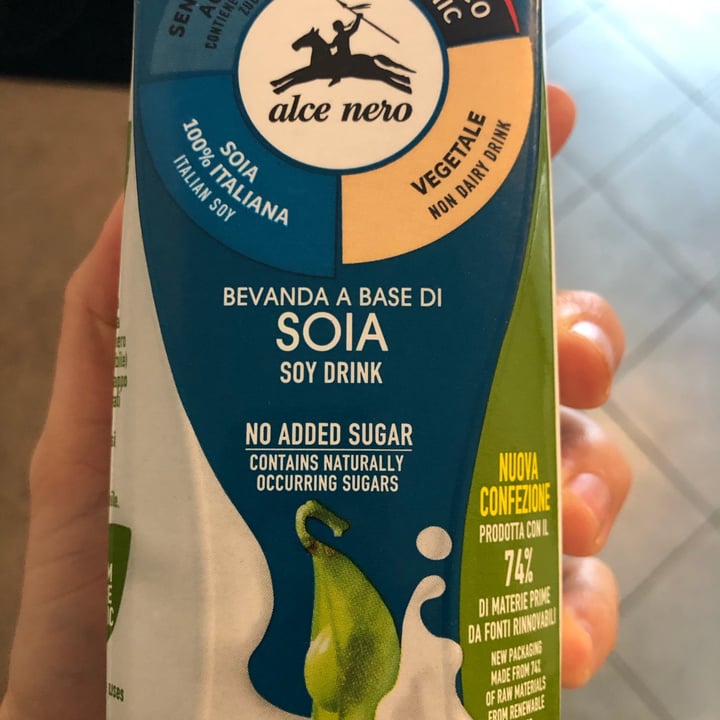 SEN
CONTIENE
alce nero
SOIA
100% ITALIANA
ITALIAN SOY
VEGETALE
NON DAIRY DRINK
BEVANDA A BASE DI
SOIA
SOY DRINK
NO ADDED SUGAR
CONTAINS NATURALLY
OCCURRING SUGARS
NUOVA
CONFEZIONE
PRODOTTA CON IL
74%
DI MATERIE PRIME
DA FONTI RINNOVABILI
NEW PACKAGING
MADE FROM 74%
OF RAW MATERIALS
FROM RENEWABLE